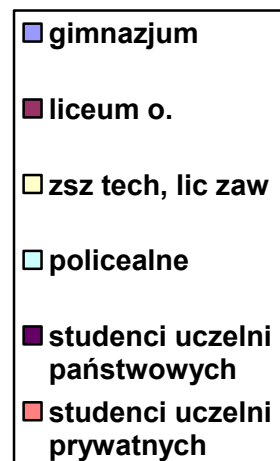 gimnazjum
liceum o.
zsz tech, lic zaw
policealne
studenci uczelni
państwowych
studenci uczelni
prywatnych